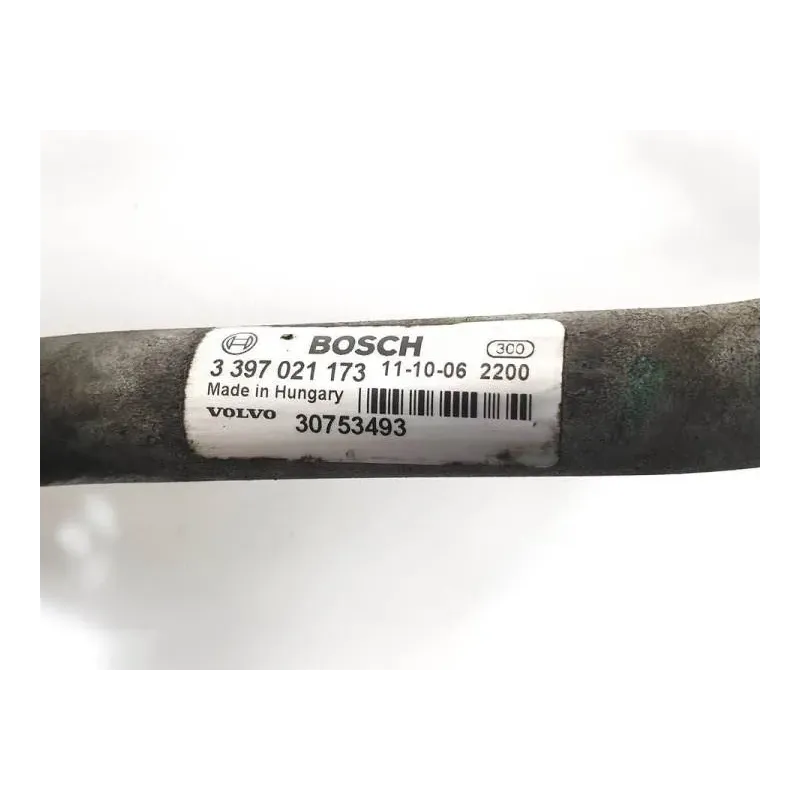 BOSCH 300
3 397 021 173 11-10-06 2200
Made in Hungary
VOLVO 30753493